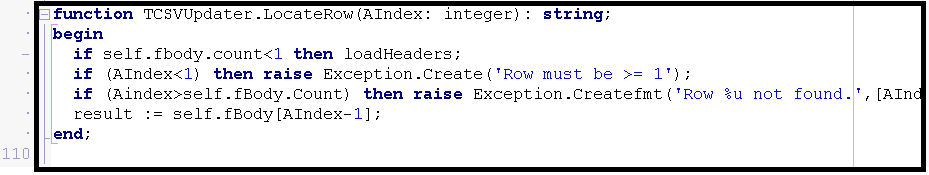 function TCSVUpdater.LocateRow(AIndex: integer): string;
begin
if self.fbody.count<1 then loadHeaders;
if (AIndex<1) then raise Exception.Create('Row must be >= 1');
if (Aindex>self.fBody.Count) then raise Exception.Createfmt('Row %u not found.',[AInd
result := self.fBody[AIndex-1];
end;
110